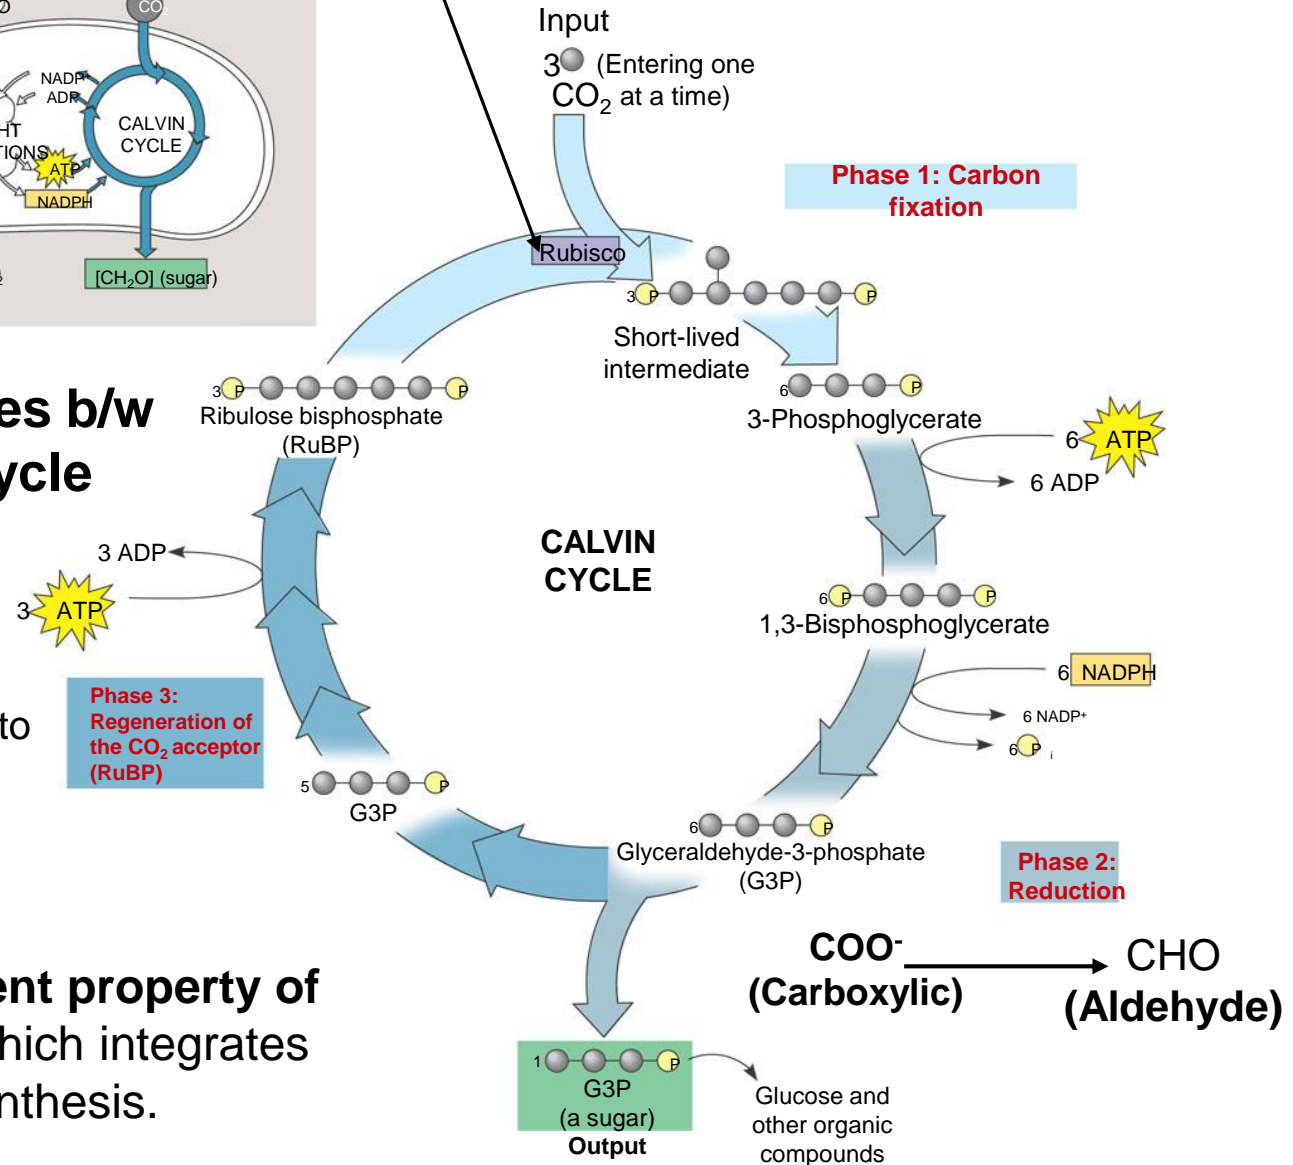 CO2
NADP+
ADP
CALVIN
CYCLE
ATP
NADPH
[CH2O] (sugar)
Input
3 (Entering one
CO2 at a time)
Phase 1: Carbon
fixation
Rubisco
3 P P
Short-lived
intermediate
3 P P
Ribulose bisphosphate
(RuBP)
6 P
3-Phosphoglycerate
6 ATP
6 ADP
es b/w
ycle
CALVIN
CYCLE
3 ADP
3 ATP
6 P P
1,3-Bisphosphoglycerate
6 NADPH
6 NADP+
6 P i
to
Phase 3:
Regeneration of
the CO2 acceptor
(RuBP)
5 P
G3P
6 P
Glyceraldehyde-3-phosphate
(G3P)
Phase 2:
Reduction
COO-
(Carboxylic)
CHO
(Aldehyde)
ent property of
hich integrates
nthesis.
1 P
G3P
(a sugar)
Output
Glucose and
other organic
compounds